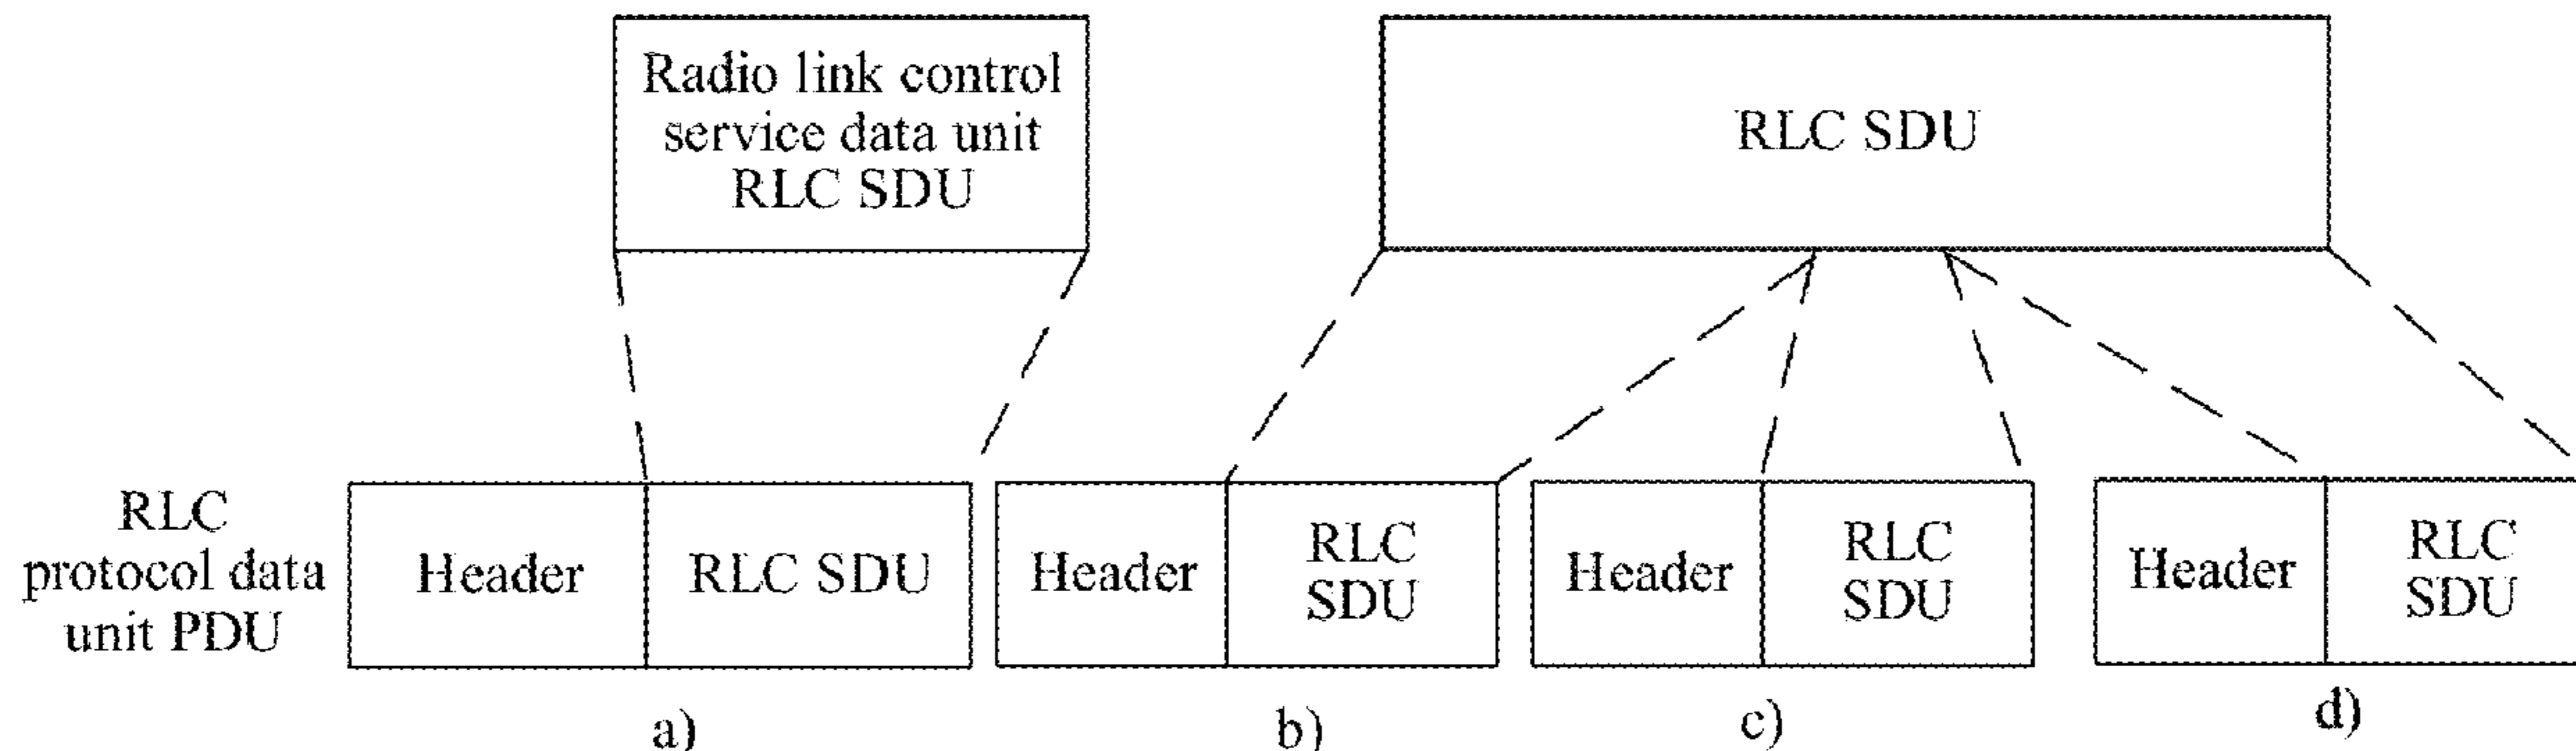 Radio link control
service data unit
RLC SDU
RLC SDU
RLC
protocol data
unit PDU
Header
RLC SDU
Header
RLC
SDU
Header
RLC
SDU
Header
RLC
SDU
a)
b)
c)
d)